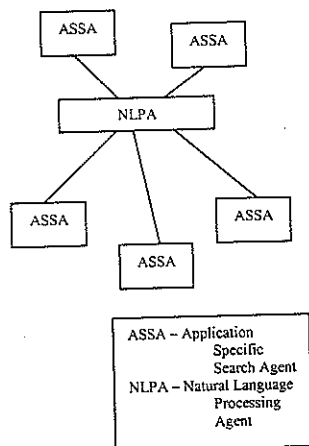 ASSA
ASSA
NLPA
ASSA
ASSA
ASSA
ASSA – Application
Specific
Search Agent
NLPA – Natural Language
Processing
Agent